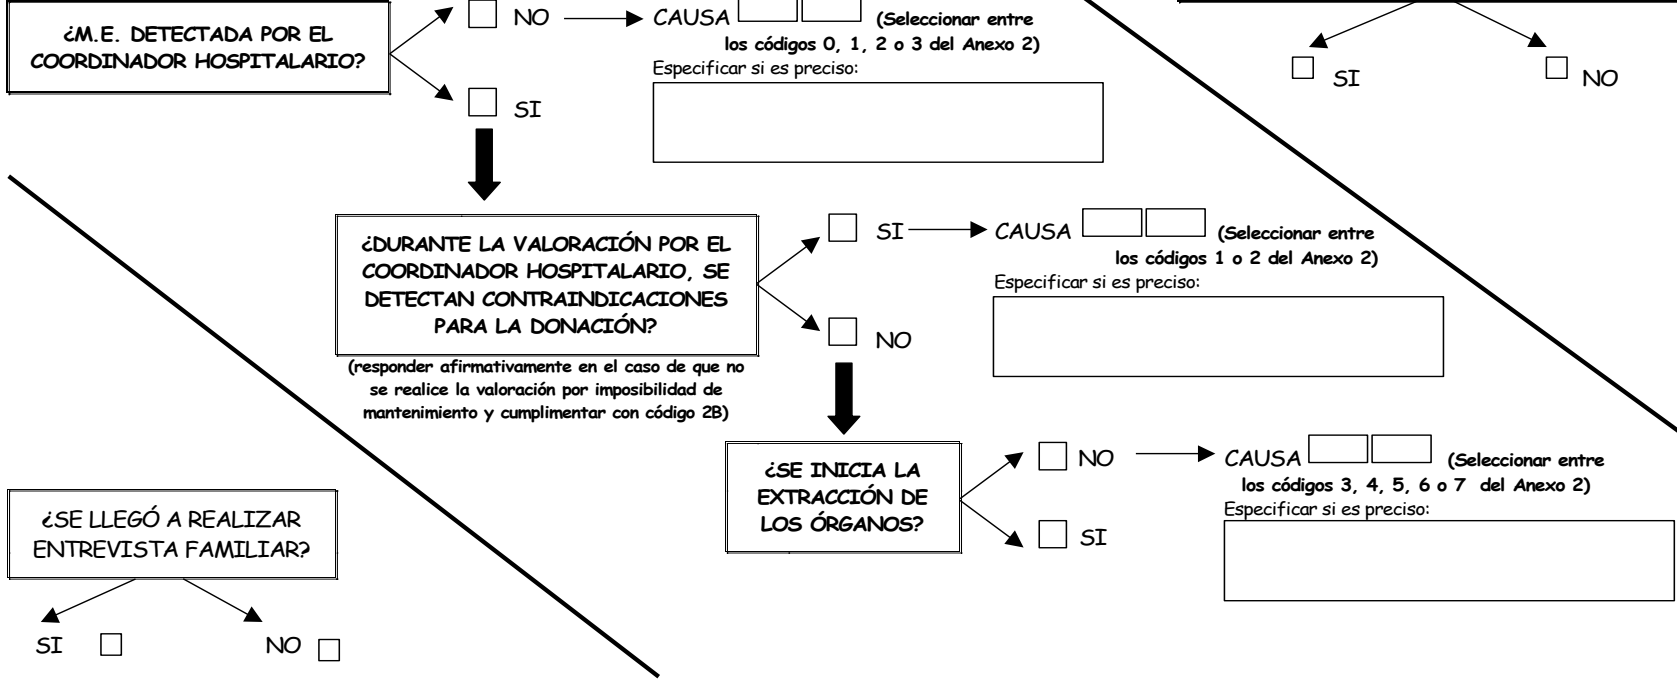 ¿M.E. DETECTADA POR EL
COORDINADOR HOSPITALARIO?
NO
CAUSA
(Seleccionar entre
los códigos 0, 1, 2 o 3 del Anexo 2)
Especificar si es preciso:
SI
SI
NO
¿DURANTE LA VALORACIÓN POR EL
COORDINADOR HOSPITALARIO, SE
DETECTAN CONTRAINDICACIONES
PARA LA DONACIÓN?
(responder afirmativamente en el caso de que no
se realice la valoración por imposibilidad de
mantenimiento y cumplimentar con código 2B)
SI
CAUSA
(Seleccionar entre
los códigos 1 o 2 del Anexo 2)
Especificar si es preciso:
NO
¿SE INICIA LA
EXTRACCIÓN DE
LOS ÓRGANOS?
NO
CAUSA
(Seleccionar entre
los códigos 3, 4, 5, 6 o 7 del Anexo 2)
Especificar si es preciso:
SI
¿SE LLEGÓ A REALIZAR
ENTREVISTA FAMILIAR?
SI
NO